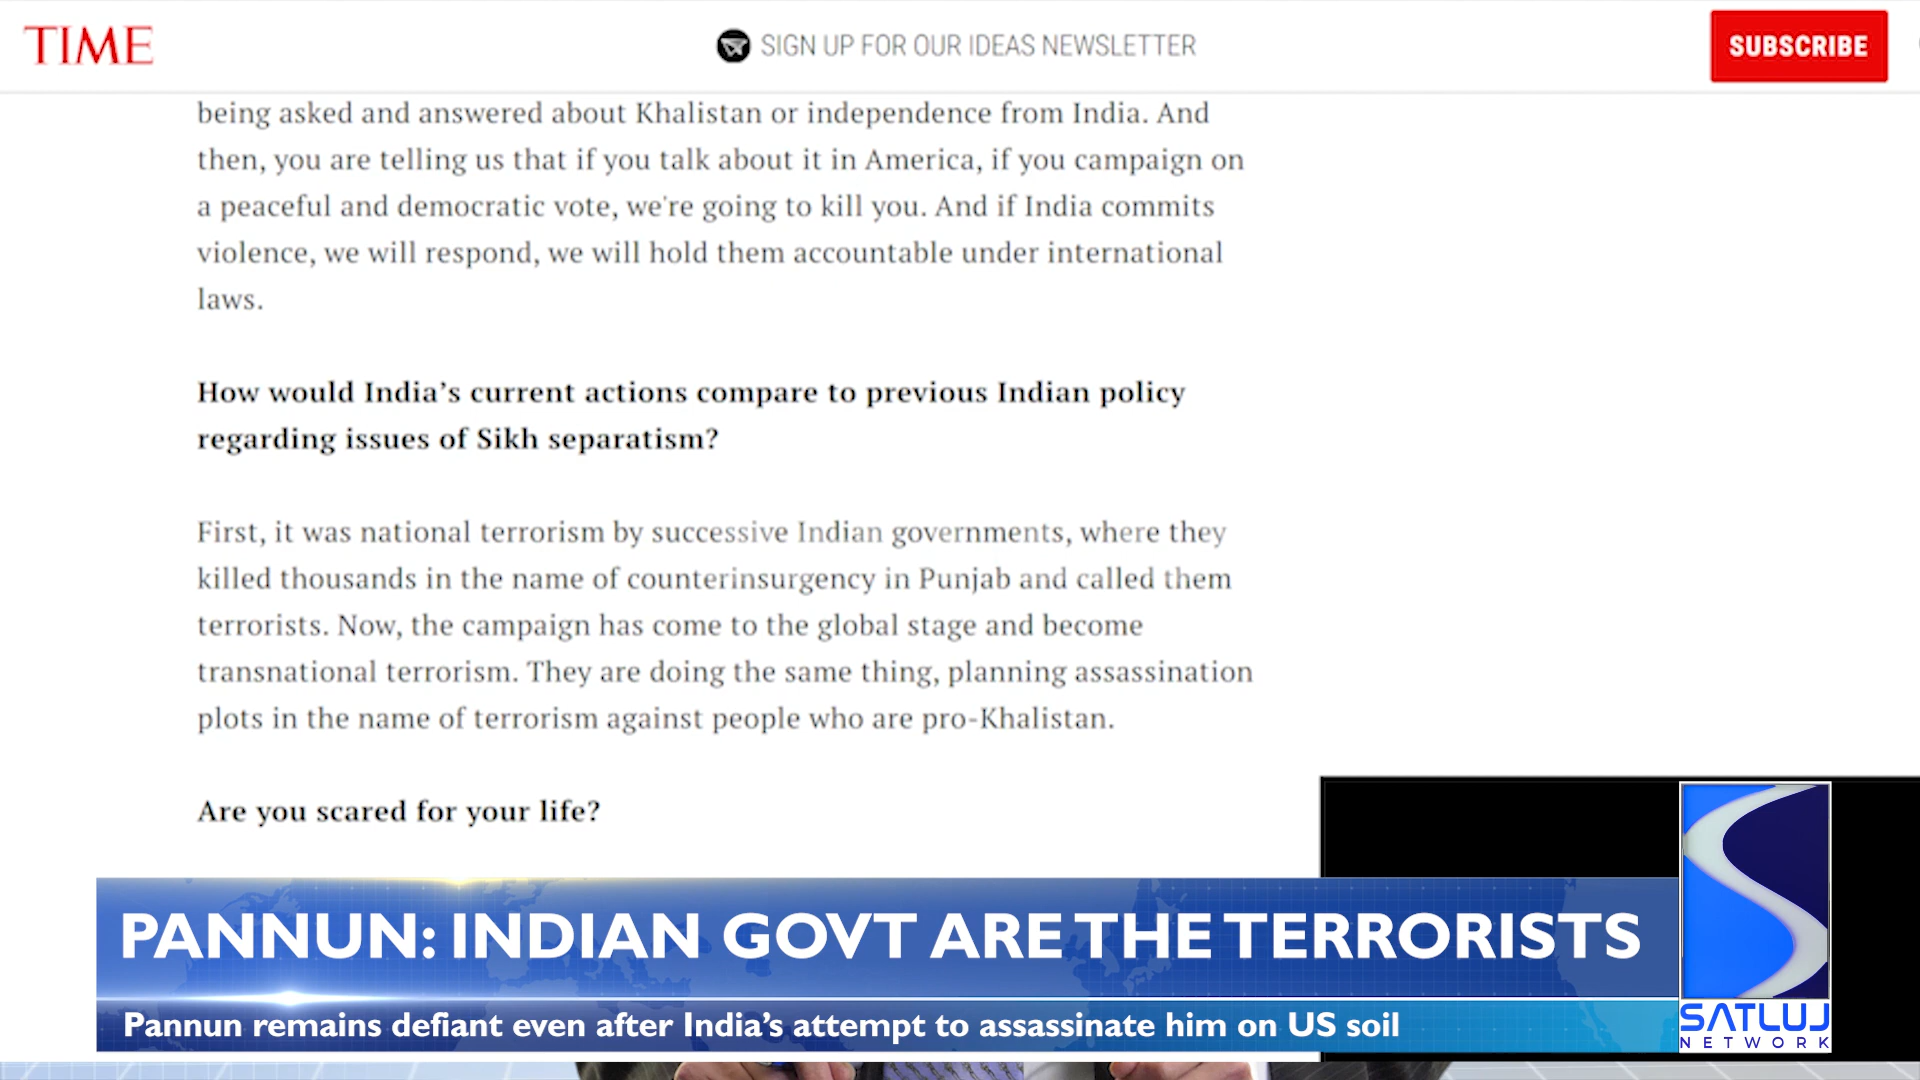 TIME
SIGN UP FOR OUR IDEAS NEWSLETTER
SUBSCRIBE
being asked and answered about Khalistan or independence from India. And
then, you are telling us that if you talk about it in America, if you campaign on
a peaceful and democratic vote, we're going to kill you. And if India commits
violence, we will respond, we will hold them accountable under international
laws.
How would India’s current actions compare to previous Indian policy
regarding issues of Sikh separatism?
First, it was national terrorism by successive Indian governments, where they
killed thousands in the name of counterinsurgency in Punjab and called them
terrorists. Now, the campaign has come to the global stage and become
transnational terrorism. They are doing the same thing, planning assassination
plots in the name of terrorism against people who are pro-Khalistan.
Are you scared for your life?
PANNUN: INDIAN GOVT ARE THE TERRORISTS
Pannun remains defiant even after India’s attempt to assassinate him on US soil
SATLUJ
NETWORK